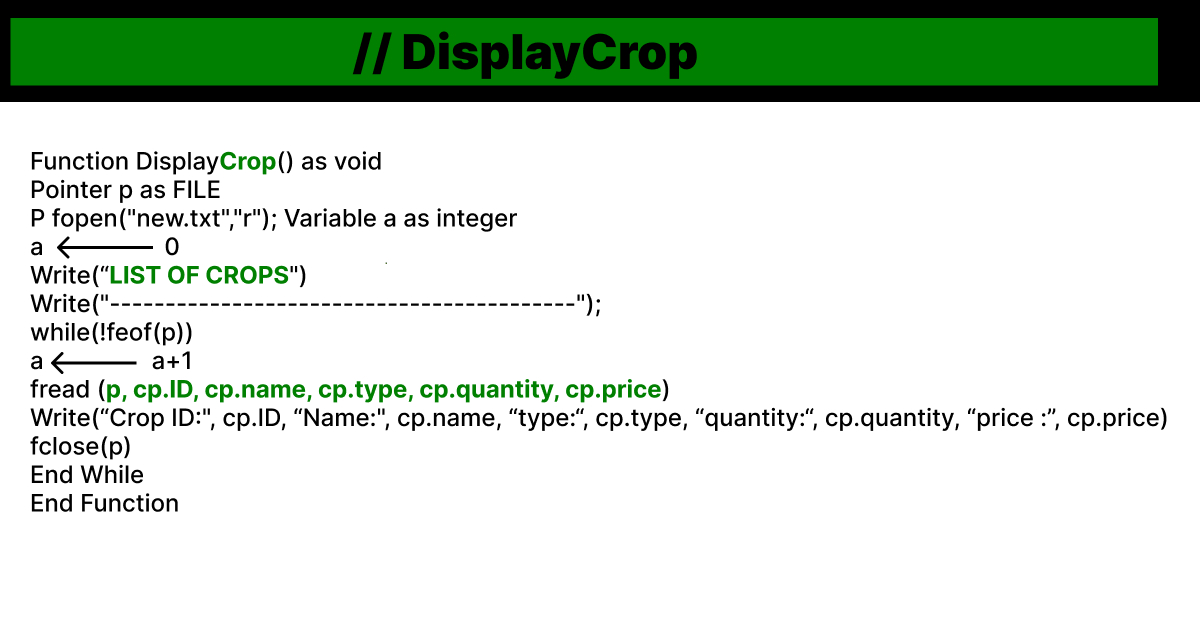 // DisplayCrop
Function DisplayCrop() as void
Pointer p as FILE
P fopen("new.txt","r"); Variable a as integer
a ← 0
Write(“LIST OF CROPS")
Write("------------------------------------------");
while(!feof(p))
a ← a+1
fread (p, cp.ID, cp.name, cp.type, cp.quantity, cp.price)
Write(“Crop ID:", cp.ID, “Name:", cp.name, “type:“, cp.type, “quantity:“, cp.quantity, “price :”, cp.price)
fclose(p)
End While
End Function